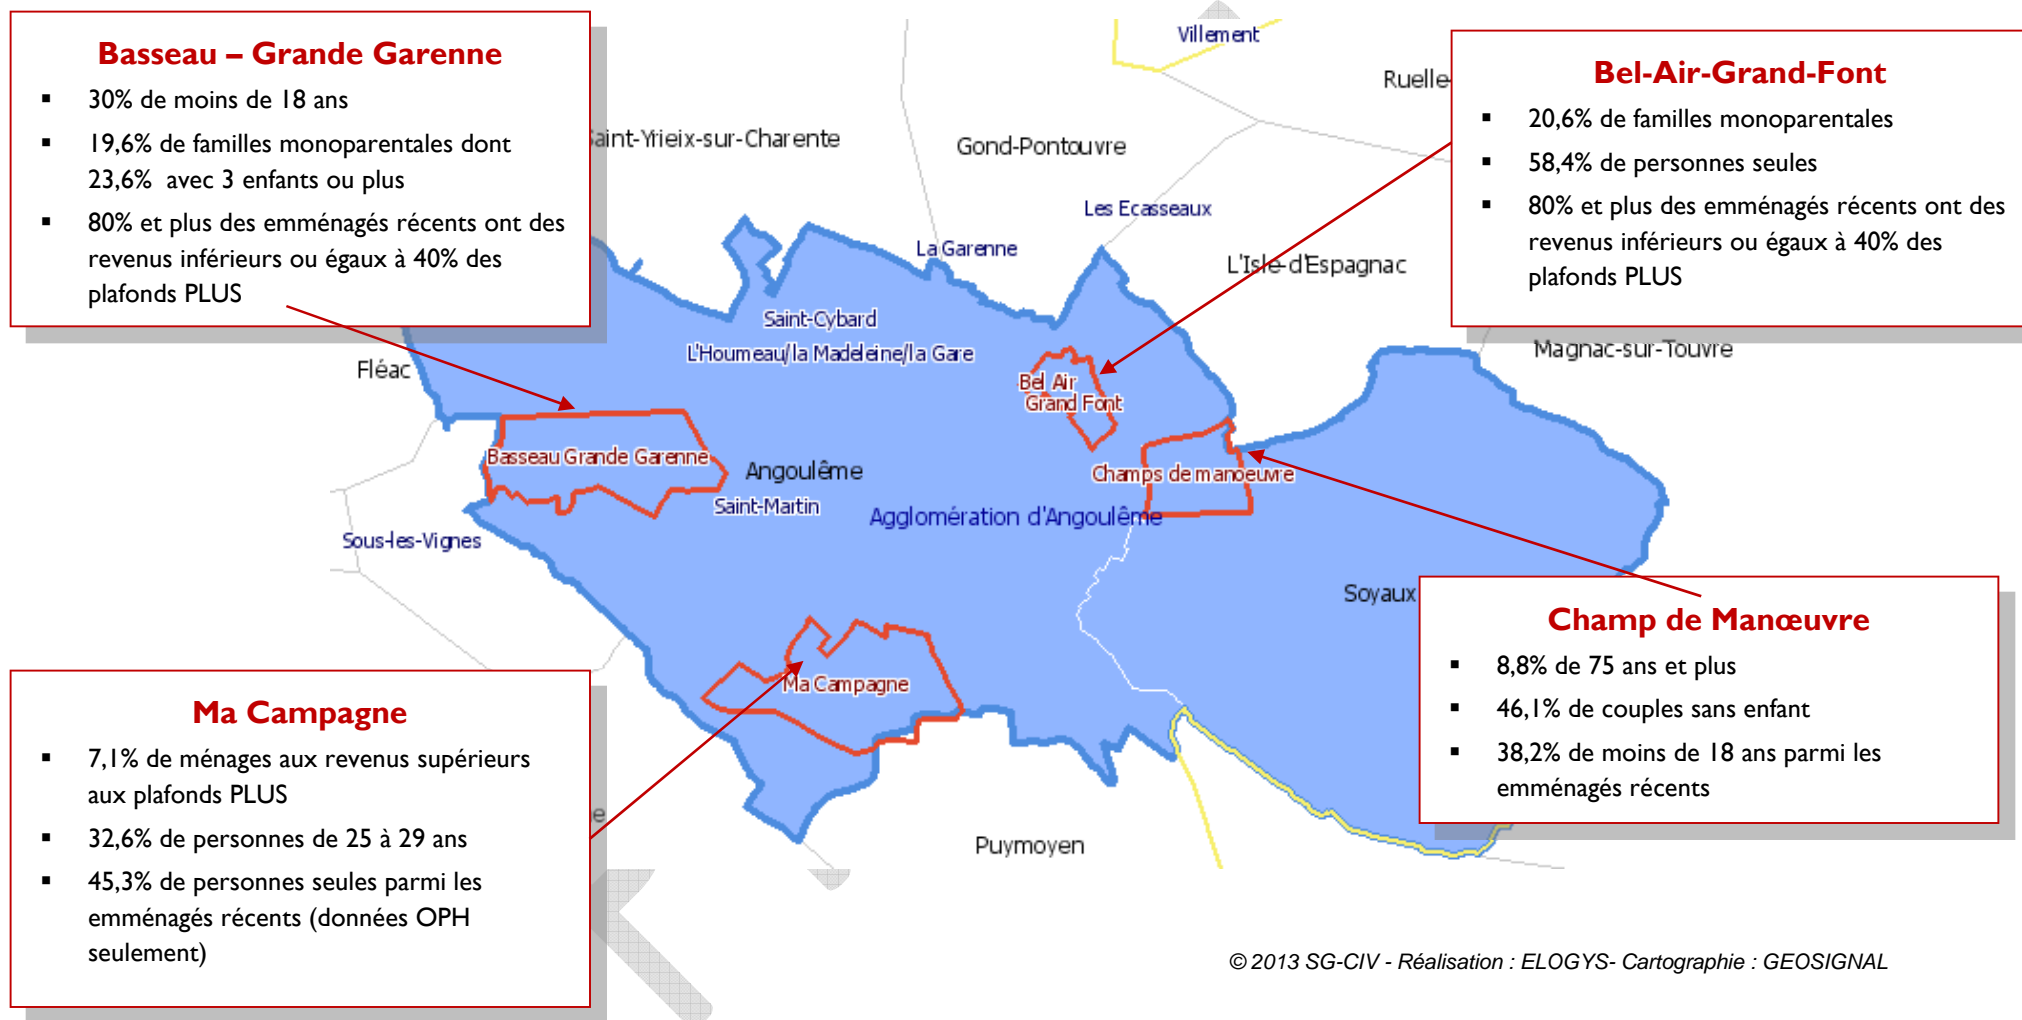 Basseau – Grande Garenne
▪ 30% de moins de 18 ans
▪ 19,6% de familles monoparentales dont
23,6% avec 3 enfants ou plus
▪ 80% et plus des emménagés récents ont des
revenus inférieurs ou égaux à 40% des
plafonds PLUS
Bel-Air-Grand-Font
▪ 20,6% de familles monoparentales
▪ 58,4% de personnes seules
▪ 80% et plus des emménagés récents ont des
revenus inférieurs ou égaux à 40% des
plafonds PLUS
Villement
Ruelle-
Saint-Yrieix-sur-Charente
Gond-Pontouvre
Les Ecasseaux
La Garenne
L'Isle-d'Espagnac
Saint-Cybard
L'Houmeau/la Madeleine/la Gare
Magnac-sur-Touvre
Fléac
Bel Air
Grand Font
Basseau Grande Garenne
Angoulême
Champs de manoeuvre
Saint-Martin
Agglomération d'Angoulême
Sous-les-Vignes
Soyaux
Ma Campagne
Puymoyen
e
Champ de Manœuvre
▪ 8,8% de 75 ans et plus
▪ 46,1% de couples sans enfant
▪ 38,2% de moins de 18 ans parmi les
emménagés récents
Ma Campagne
▪ 7,1% de ménages aux revenus supérieurs
aux plafonds PLUS
▪ 32,6% de personnes de 25 à 29 ans
▪ 45,3% de personnes seules parmi les
emménagés récents (données OPH
seulement)
© 2013 SG-CIV - Réalisation : ELOGYS- Cartographie : GEOSIGNAL